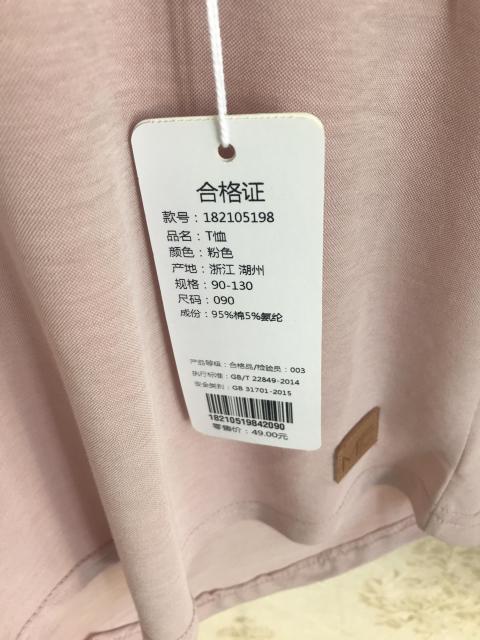 合格证
款号：182105198
品名：T恤
颜色：粉色
产地：浙江 湖州
规格：90-130
尺码：090
成份：95%棉5%氨纶
产品等级：合格品/检验员：003
执行标准：GB/T 22849-2014
安全类别：GB 31701-2015
18210519842090
零售价：49.00元